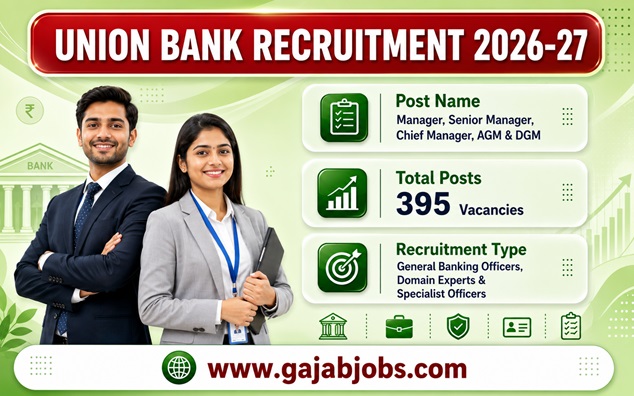 UNION BANK RECRUITMENT 2026-27
₹
BANK
Post Name
Manager, Senior Manager,
Chief Manager, AGM & DGM
Total Posts
395 Vacancies
Recruitment Type
General Banking Officers,
Domain Experts &
Specialist Officers
www.gajabjobs.com